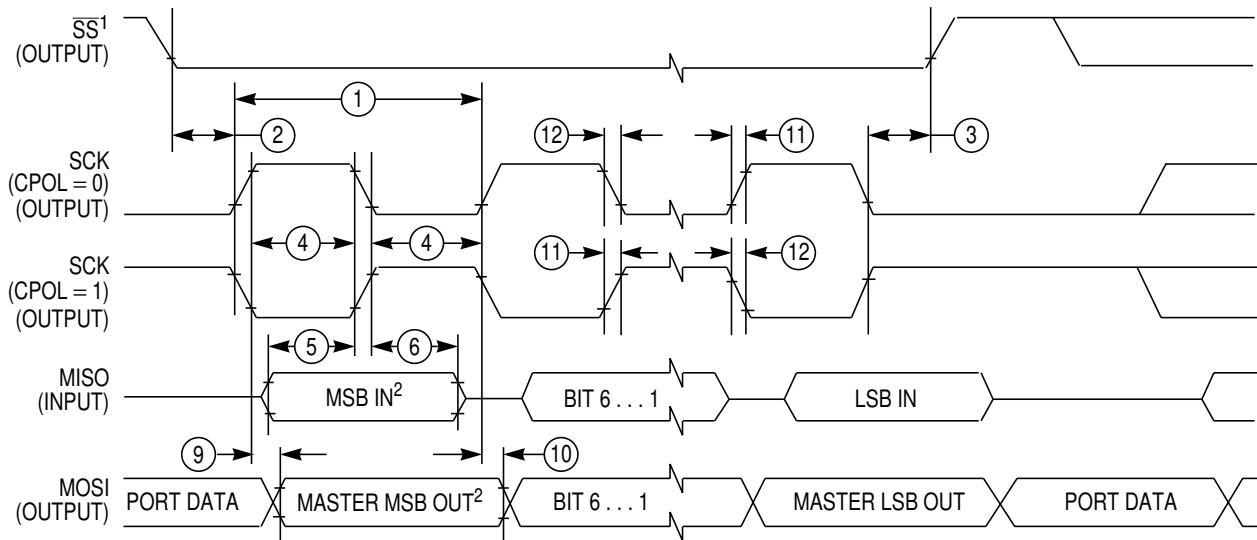 SS¹
(OUTPUT)
1
2
12
11
3
SCK
(CPOL = 0)
(OUTPUT)
4
4
11
12
SCK
(CPOL = 1)
(OUTPUT)
5
6
MISO
(INPUT)
MSB IN²
BIT 6 . . . 1
LSB IN
9
10
MOSI
(OUTPUT)
PORT DATA
MASTER MSB OUT²
BIT 6 . . . 1
MASTER LSB OUT
PORT DATA